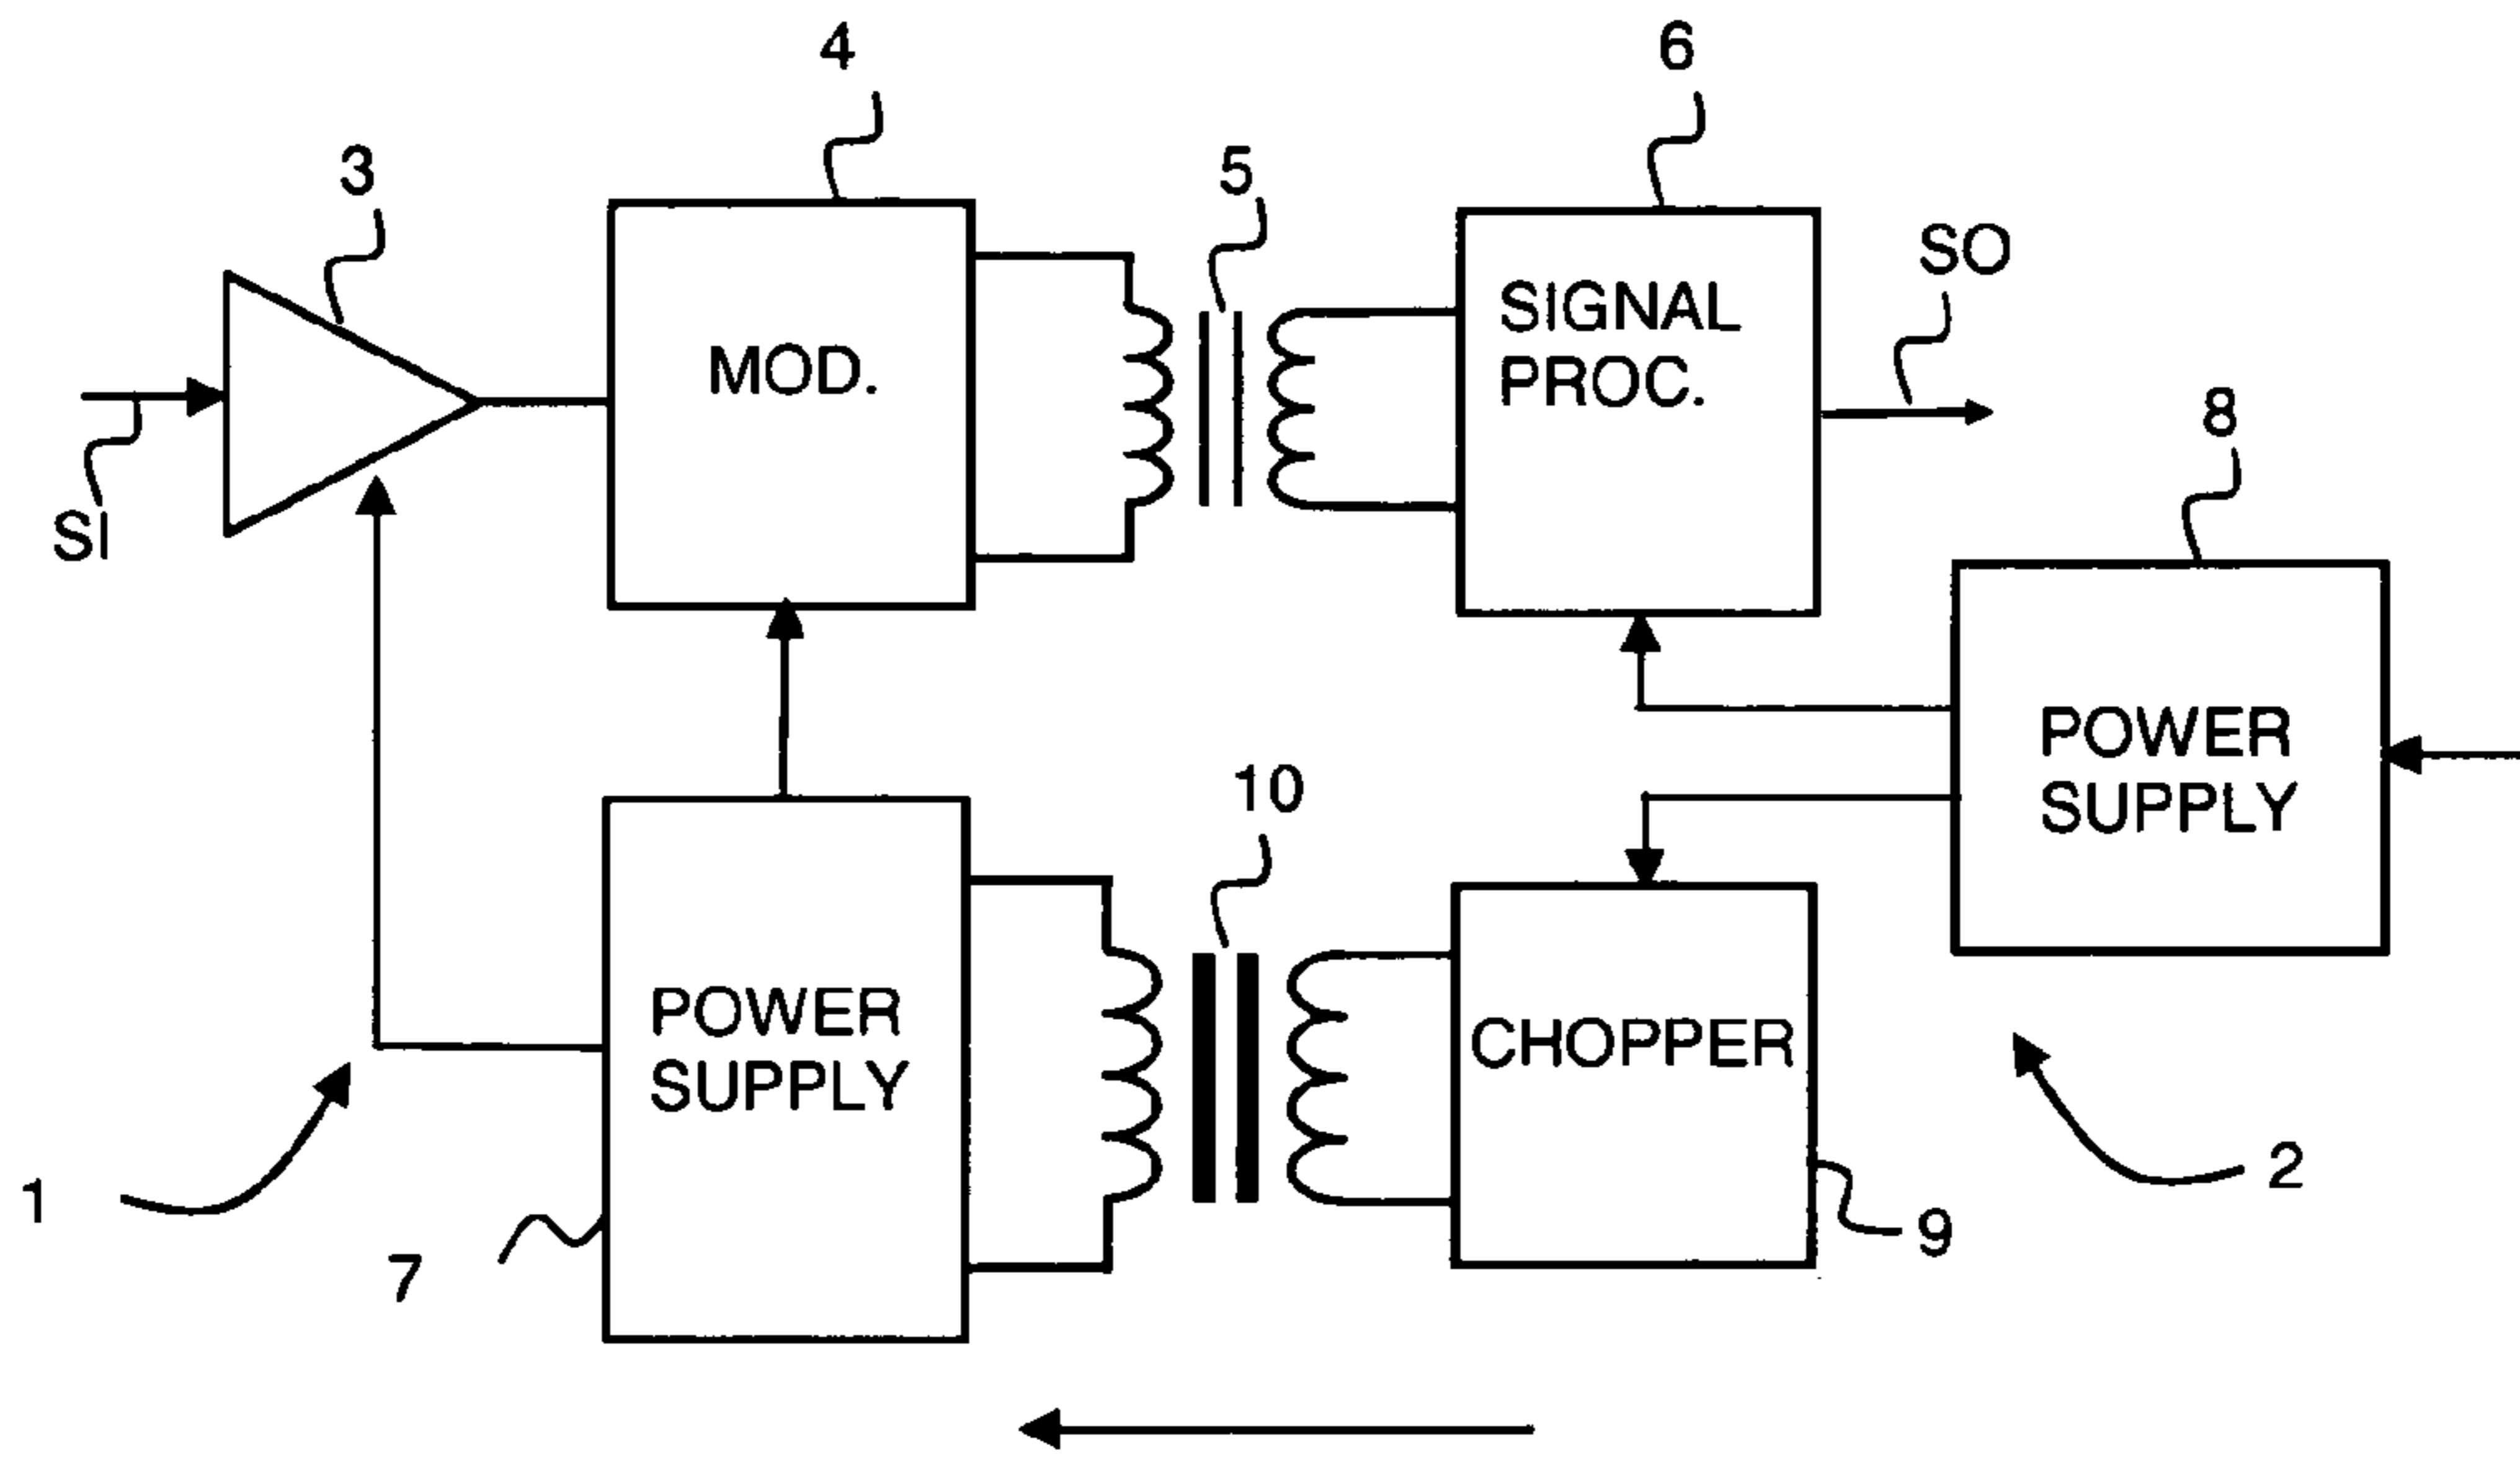 4
6
3
5
SO
SIGNAL
PROC.
MOD.
8
SI
POWER
SUPPLY
10
POWER
SUPPLY
CHOPPER
1
2
9
7